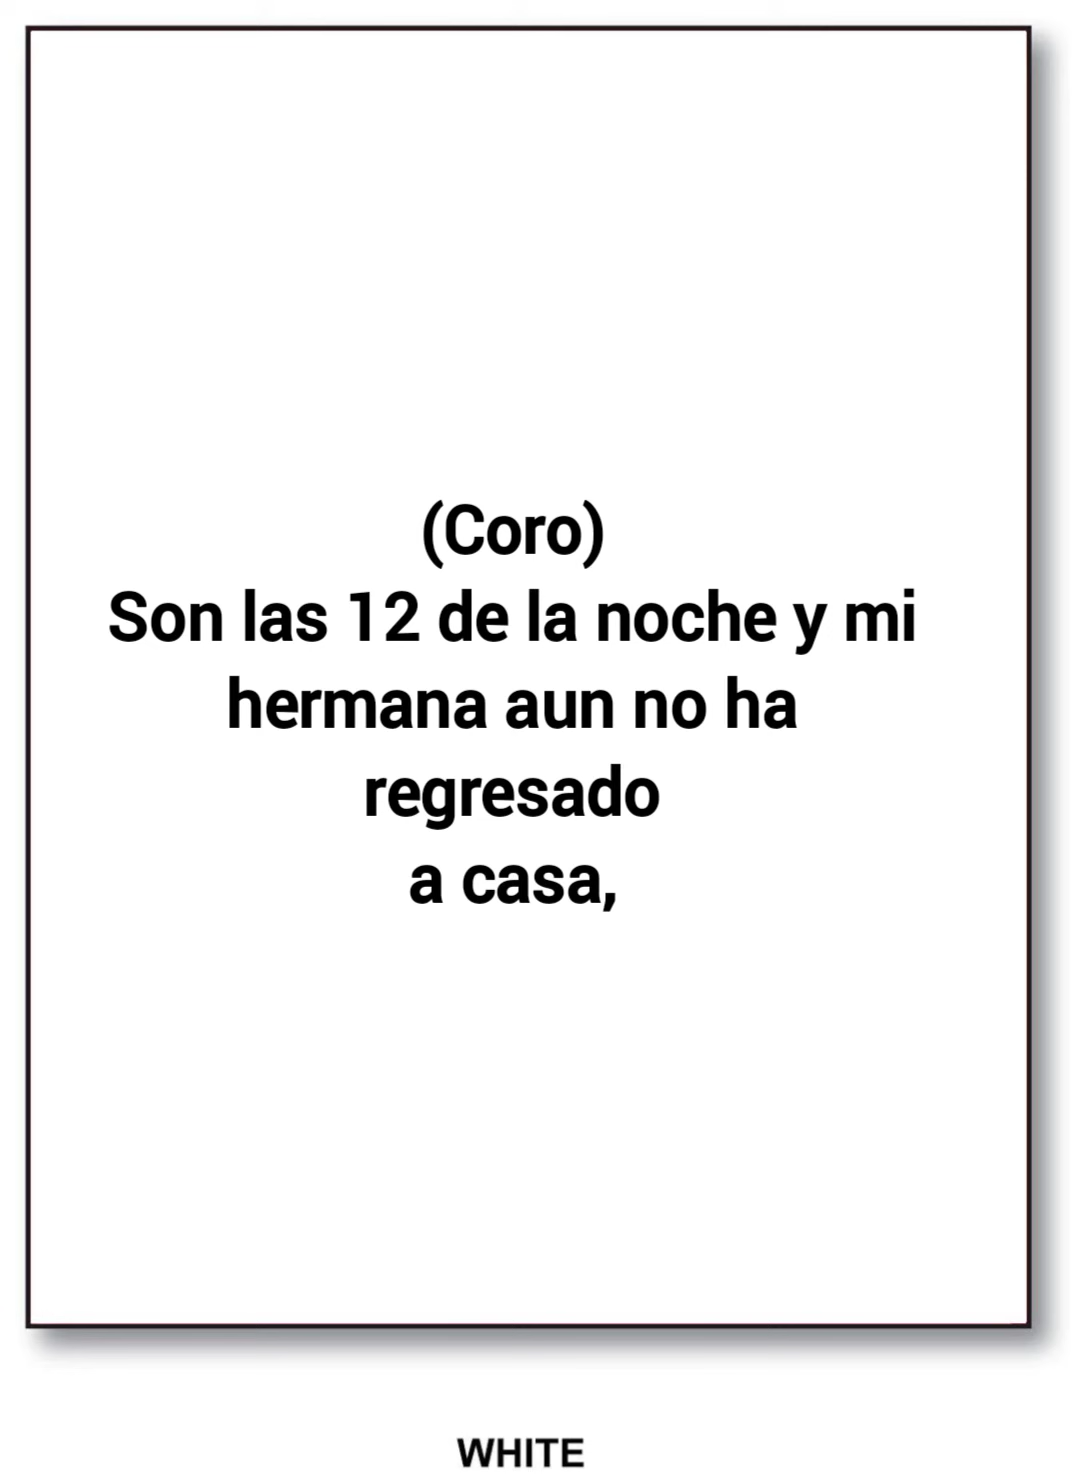 (Coro)
Son las 12 de la noche y mi
hermana aun no ha
regresado
a casa,
WHITE